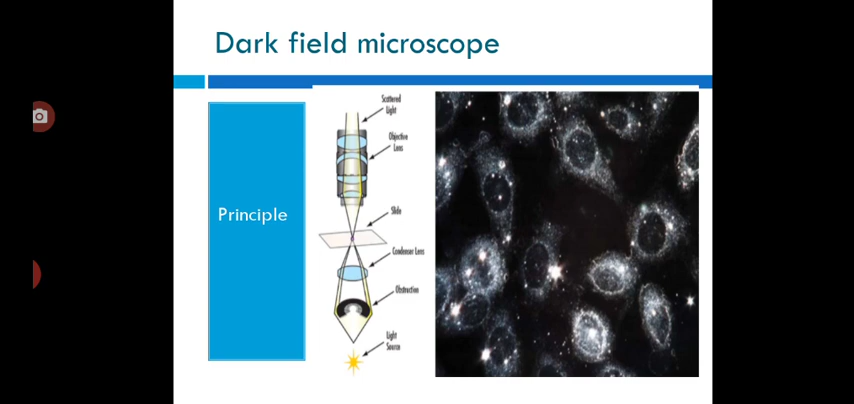 Dark field microscope
Principle
Scattered
Light
Objective
Lens
Slide
Condenser Lens
Obstruction
Light
Source